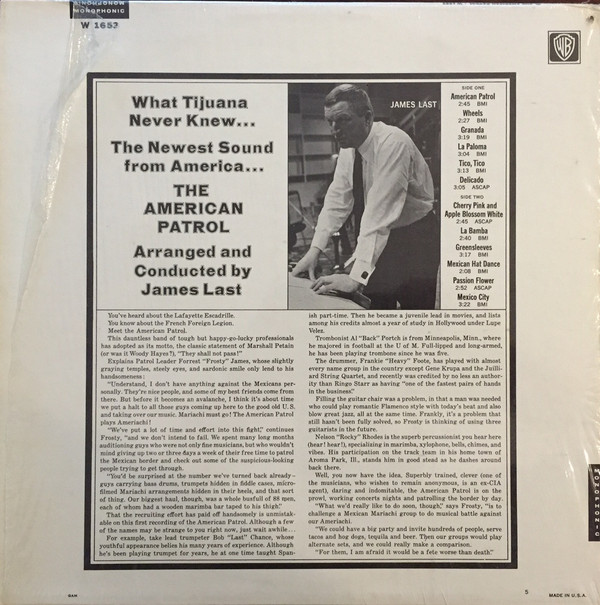 MONOPHONIC
MONOPHONIC
W 1653
WB
What Tijuana
Never Knew...
The Newest Sound
from America...
THE
AMERICAN
PATROL
Arranged and
Conducted by
James Last
JAMES LAST
SIDE ONE
American Patrol
2:45 BMI
Wheels
2:27 BMI
Granada
3:19 BMI
La Paloma
3:04 BMI
Tico, Tico
3:13 BMI
Delicado
3:05 ASCAP
SIDE TWO
Cherry Pink and
Apple Blossom White
2:45 ASCAP
La Bamba
2:40 BMI
Greensleeves
3:17 BMI
Mexican Hat Dance
2:08 BMI
Passion Flower
2:52 ASCAP
Mexico City
3:22 BMI
You've heard about the Lafayette Escadrille.
You know about the French Foreign Legion.
Meet the American Patrol.
This dauntless band of tough but happy-go-lucky professionals
has adopted as its motto, the classic statement of Marshall Petain
(or was it Woody Hayes?), "They shall not pass!"
Explains Patrol Leader Forrest "Frosty" James, whose slightly
graying temples, steely eyes, and sardonic smile only lend to his
handsomeness:
"Understand, I don't have anything against the Mexicans per-
sonally. They're nice people, and some of my best friends come from
there. But before it becomes an avalanche, I think it's about time
we put a halt to all those guys coming up here to the good old U.S.
and taking over our music. Mariachi must go! The American Patrol
plays Ameriachi!
"We've put a lot of time and effort into this fight," continues
Frosty, "and we don't intend to fail. We spent many long months
auditioning guys who were not only fine musicians, but who wouldn't
mind giving up two or three days a week of their free time to patrol
the Mexican border and check out some of the suspicious-looking
people trying to get through.
"You'd be surprised at the number we've turned back already—
guys carrying bass drums, trumpets hidden in fiddle cases, micro-
filmed Mariachi arrangements hidden in their heels, and that sort
of thing. Our biggest haul, though, was a whole band of 88 men,
each of whom had a wooden marimba bar taped to his thigh."
That the recruiting effort has paid off handsomely is unmistak-
able on this first recording of the American Patrol. Although a few
of the names may be strange to you right now, just wait awhile...
For example, take lead trumpeter Bob "Last" Chance, whose
youthful appearance belies his many years of experience. Although
he's been playing trumpet for years, he at one time taught Span-
ish part-time. Then he became a juvenile lead in movies, and lists
among his credits almost a year of study in Hollywood under Lupe
Velez.
Trombonist Al "Back" Portch is from Minneapolis, Minn., where
he majored in football at the U of M. Full-lipped and long-armed,
he has been playing trombone since he was five.
The drummer, Frankie "Heavy" Foote, has played with almost
every name group in the country except Gene Krupa and the Juilli-
ard String Quartet, and recently was credited by no less an author-
ity than Ringo Starr as having "one of the fastest pairs of hands
in the business."
Filling the guitar chair was a problem, in that a man was needed
who could play romantic Flamenco style with today's beat and also
blow great jazz, all at the same time. Frankly, it's a problem that
still hasn't been fully solved, so Frosty is thinking of using three
guitarists in the future.
Nelson "Rocky" Rhodes is the superb percussionist you hear here
(hear! hear!), specialising in marimba, xylophone, bells, chimes, and
vibes. His participation on the track team in his home town of
Aroma Park, Ill., stands him in good stead as he dashes around
back there.
Well, you now have the idea. Superbly trained, clever (one of
the musicians, who wishes to remain anonymous, is an ex-CIA
agent), daring and indomitable, the American Patrol is on the
prowl, working concerts nights and patrolling the border by day.
"What we'd really like to do soon, though," says Frosty, "is to
challenge a Mexican Mariachi group to do musical battle against
our Ameriachi.
"We could have a big party and invite hundreds of people, serve
tacos and hog dogs, tequila and beer. Then our groups would play
alternate sets, and we could really make a comparison.
"For them, I am afraid it would be a fete worse than death."
MONOPHONIC
5
MADE IN U.S.A.